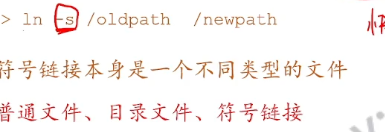 > ln -s /oldpath /newpath
符号链接本身是一个不同类型的文件
普通文件、目录文件、符号链接